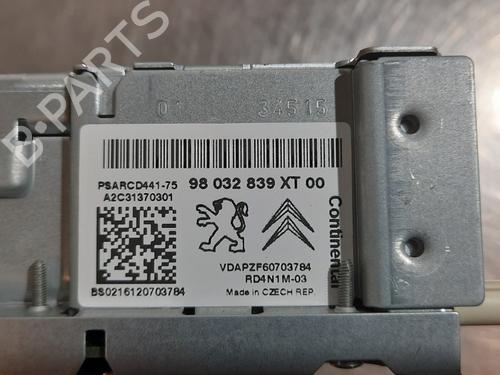 B-PARTS
01 34515
PSARCD441-75 98 032 839 XT 00
A2C31370301
Continental
VDAPZF60703784
RD4N1M-03
BS0216120703784 Made in CZECH REP.